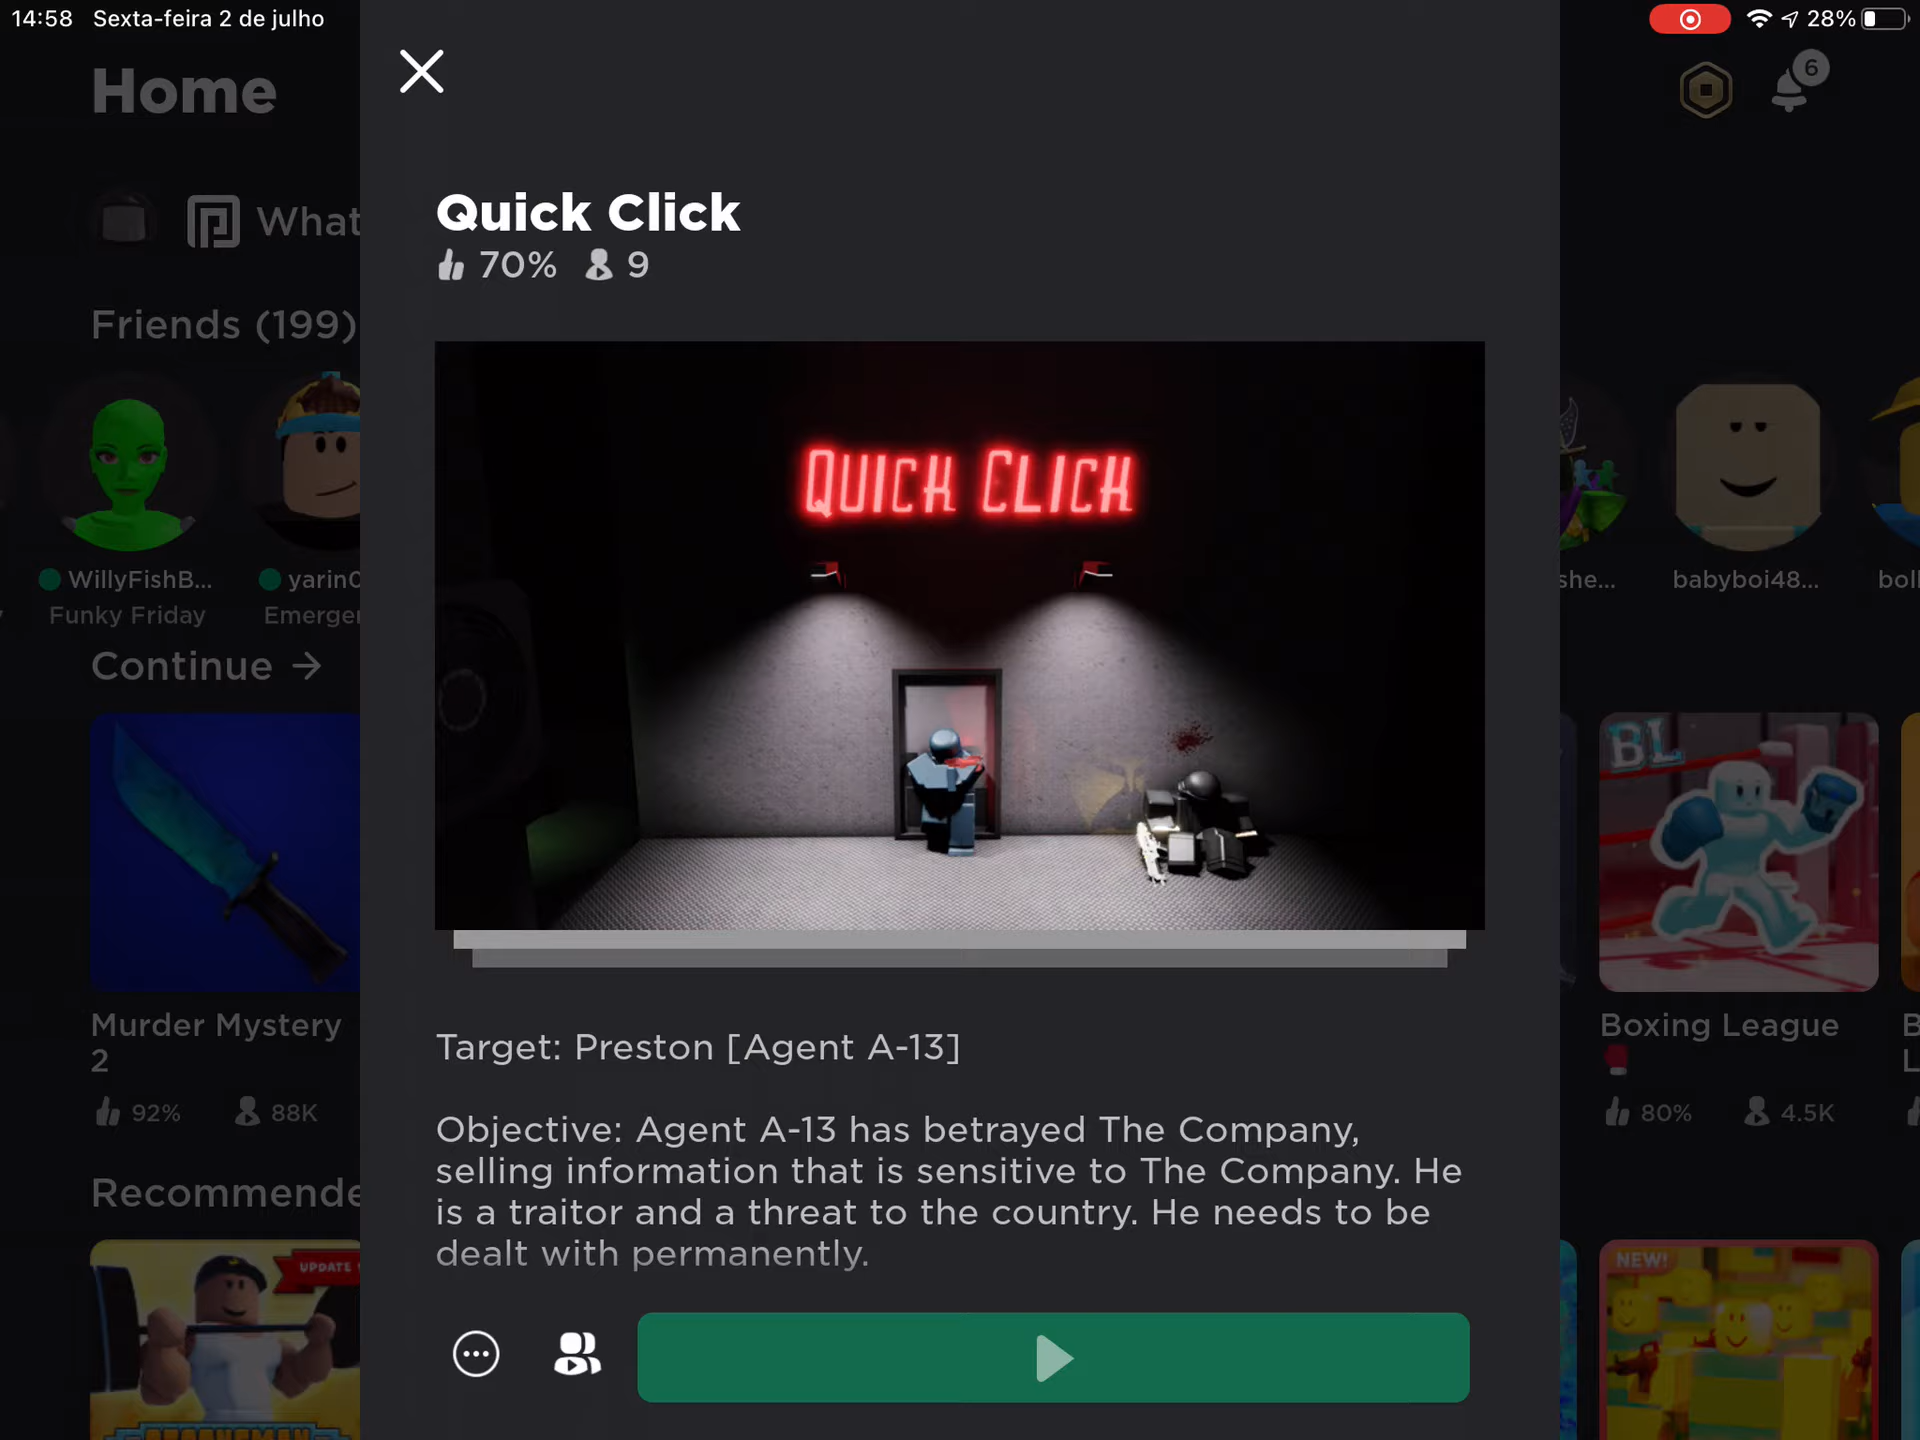 14:58 Sexta-feira 2 de julho
28%
Home
6
What
Quick Click
70% 9
Friends (199)
QUICK CLICK
WillyFishB...
Funky Friday
yarin0
Emerger
she...
babyboi48...
boll
Continue →
BL
Murder Mystery
2
92% 88K
Boxing League
80% 4.5K
Target: Preston [Agent A-13]
Objective: Agent A-13 has betrayed The Company,
selling information that is sensitive to The Company. He
is a traitor and a threat to the country. He needs to be
dealt with permanently.
Recommende
UPDATE
NEW!